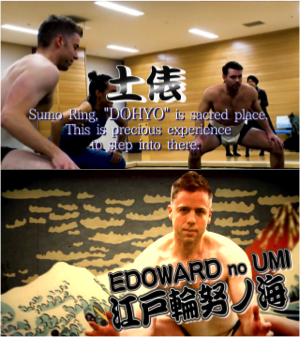 土俵
Sumo Ring, "DOHYO" is sacred place.
This is precious experience
to step into there.
EDOWARD no UMI
江戸輪努ノ海